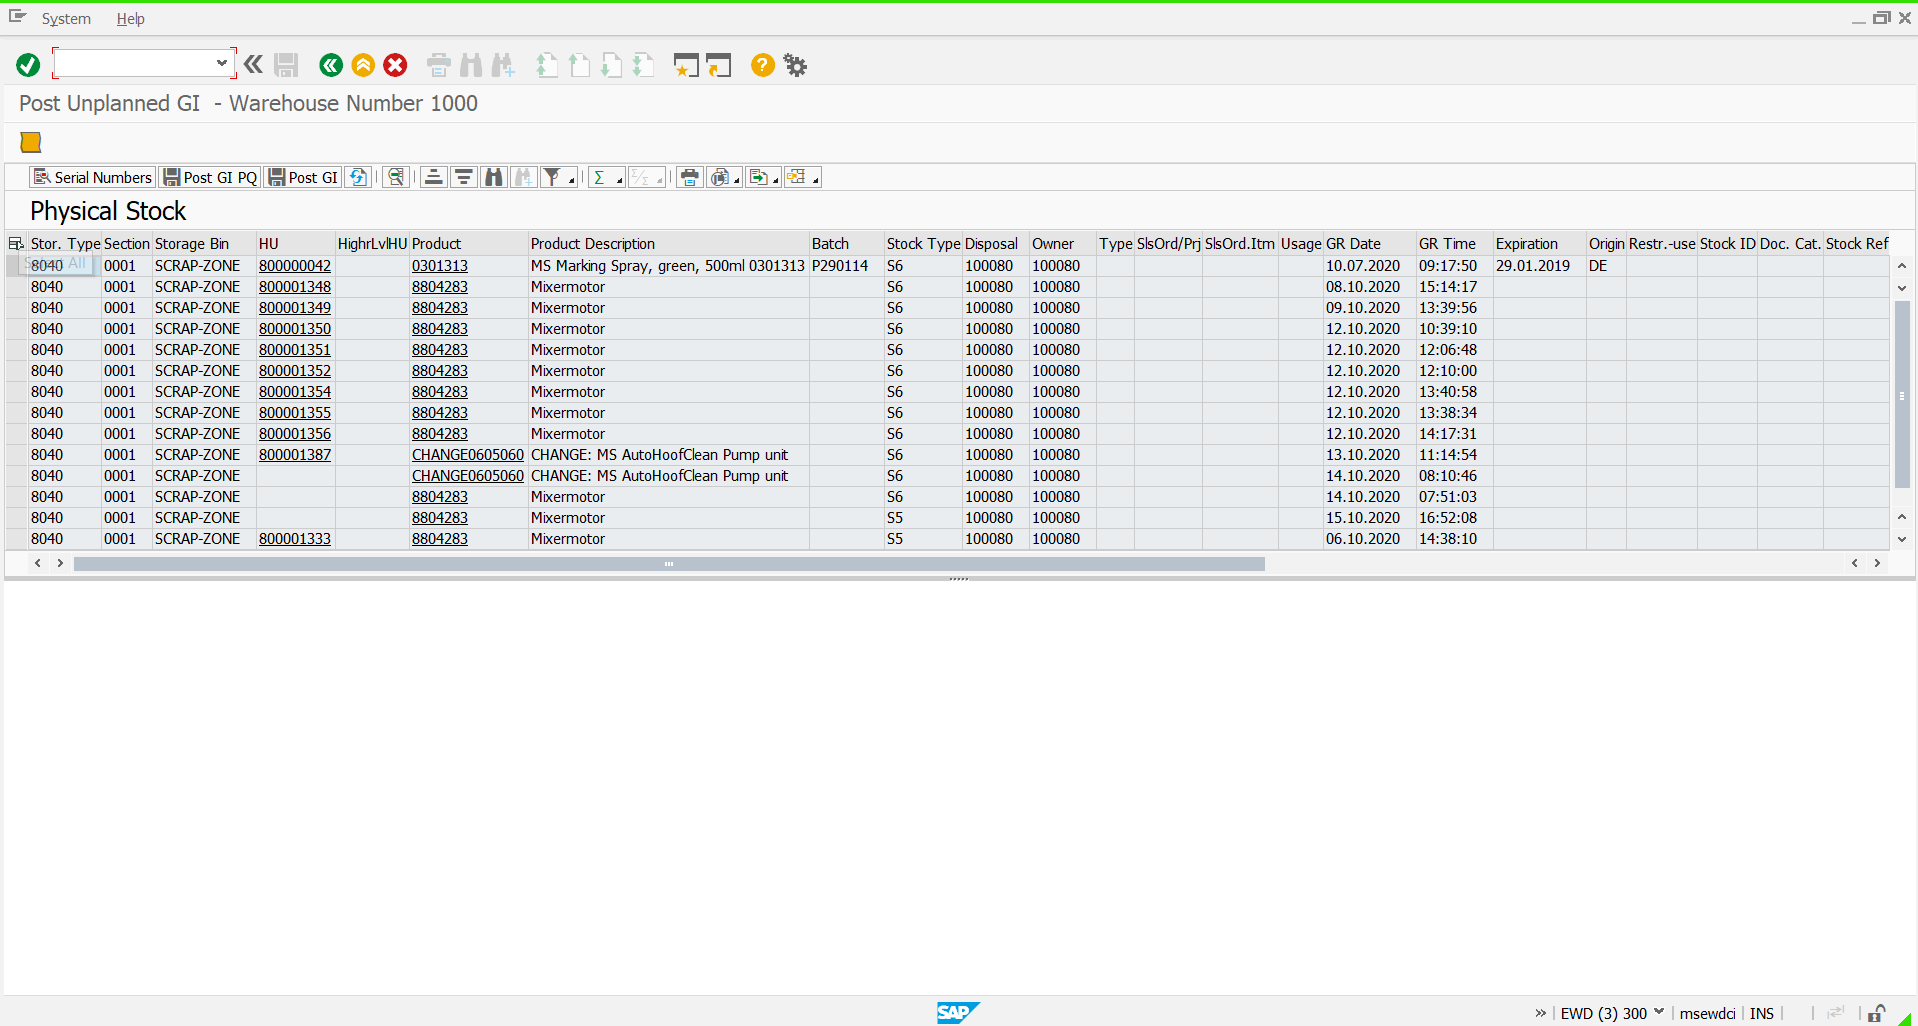 System Help
Post Unplanned GI - Warehouse Number 1000
Serial Numbers Post GI PQ Post GI
Physical Stock
Stor. Type Section Storage Bin HU HighrLvlHU Product Product Description Batch Stock Type Disposal Owner Type SlsOrd/Prj SlsOrd.Itm Usage GR Date GR Time Expiration Origin Restr.-use Stock ID Doc. Cat. Stock Ref
8040 0001 SCRAP-ZONE 800000042 0301313 MS Marking Spray, green, 500ml 0301313 P290114 S6 100080 100080 10.07.2020 09:17:50 29.01.2019 DE
8040 0001 SCRAP-ZONE 800001348 8804283 Mixermotor S6 100080 100080 08.10.2020 15:14:17
8040 0001 SCRAP-ZONE 800001349 8804283 Mixermotor S6 100080 100080 09.10.2020 13:39:56
8040 0001 SCRAP-ZONE 800001350 8804283 Mixermotor S6 100080 100080 12.10.2020 10:39:10
8040 0001 SCRAP-ZONE 800001351 8804283 Mixermotor S6 100080 100080 12.10.2020 12:06:48
8040 0001 SCRAP-ZONE 800001352 8804283 Mixermotor S6 100080 100080 12.10.2020 12:10:00
8040 0001 SCRAP-ZONE 800001354 8804283 Mixermotor S6 100080 100080 12.10.2020 13:40:58
8040 0001 SCRAP-ZONE 800001355 8804283 Mixermotor S6 100080 100080 12.10.2020 13:38:34
8040 0001 SCRAP-ZONE 800001356 8804283 Mixermotor S6 100080 100080 12.10.2020 14:17:31
8040 0001 SCRAP-ZONE 800001387 CHANGE0605060 CHANGE: MS AutoHoofClean Pump unit S6 100080 100080 13.10.2020 11:14:54
8040 0001 SCRAP-ZONE CHANGE0605060 CHANGE: MS AutoHoofClean Pump unit S6 100080 100080 14.10.2020 08:10:46
8040 0001 SCRAP-ZONE 8804283 Mixermotor S6 100080 100080 14.10.2020 07:51:03
8040 0001 SCRAP-ZONE 8804283 Mixermotor S5 100080 100080 15.10.2020 16:52:08
8040 0001 SCRAP-ZONE 800001333 8804283 Mixermotor S5 100080 100080 06.10.2020 14:38:10
SAP EWD (3) 300 msewdci INS